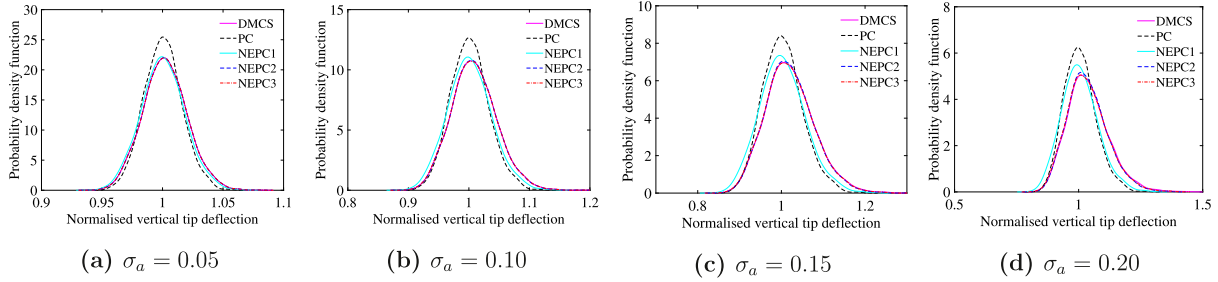 Probability density function
30
25
20
15
10
5
0
0.9
0.95
1
1.05
1.1
Normalised vertical tip deflection
DMCS
PC
NEPC1
NEPC2
NEPC3
(a) σ_a = 0.05
Probability density function
15
10
5
0
0.8
0.9
1
1.1
1.2
Normalised vertical tip deflection
DMCS
PC
NEPC1
NEPC2
NEPC3
(b) σ_a = 0.10
Probability density function
10
8
6
4
2
0
0.8
1
1.2
Normalised vertical tip deflection
DMCS
PC
NEPC1
NEPC2
NEPC3
(c) σ_a = 0.15
Probability density function
8
6
4
2
0
0.5
1
1.5
Normalised vertical tip deflection
DMCS
PC
NEPC1
NEPC2
NEPC3
(d) σ_a = 0.20